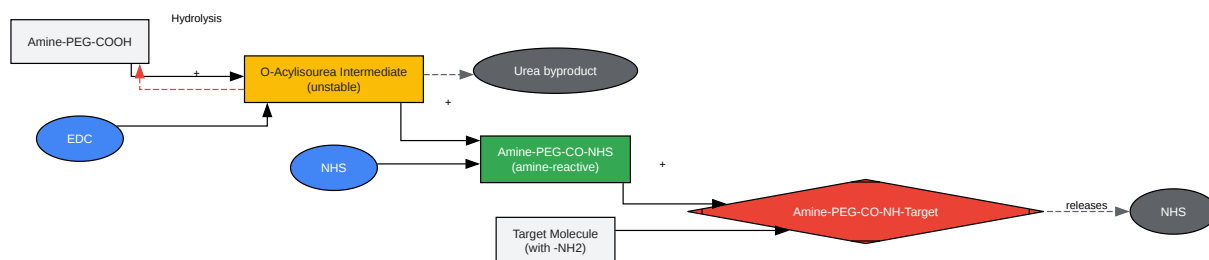 Hydrolysis
Amine-PEG-COOH
+
O-Acylisourea Intermediate
(unstable)
Urea byproduct
+
EDC
NHS
Amine-PEG-CO-NHS
(amine-reactive)
+
Target Molecule
(with -NH2)
Amine-PEG-CO-NH-Target
releases
NHS